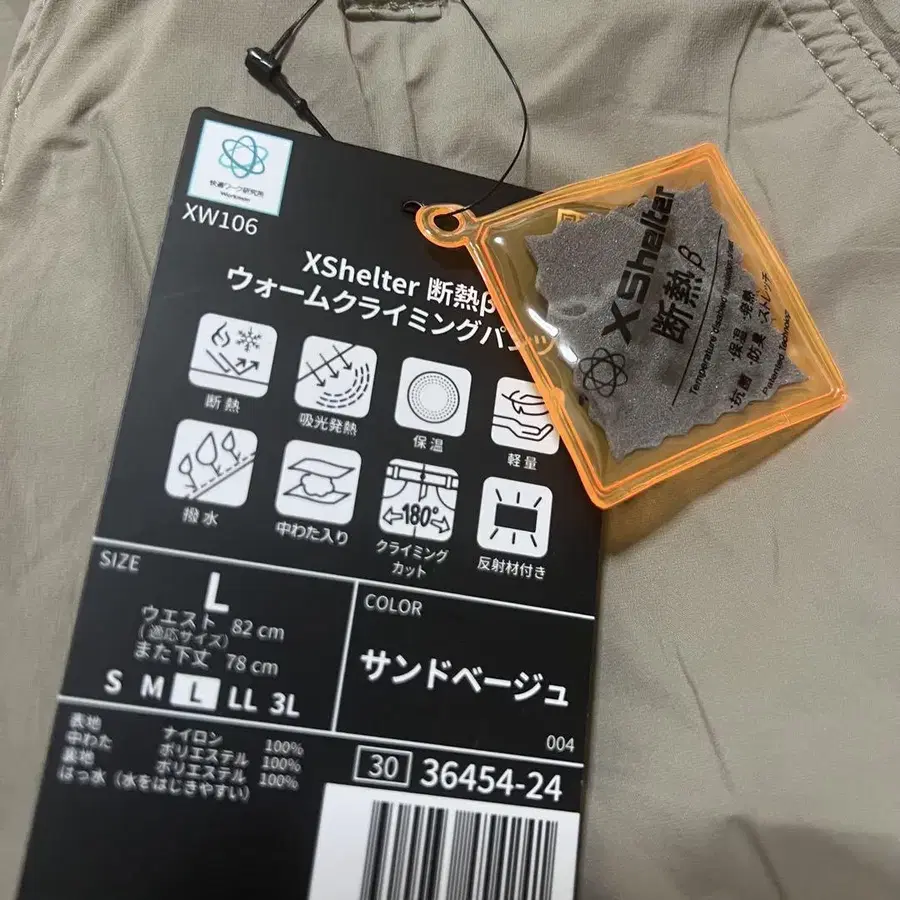 快適ワーク研究所
Workman
XW106
XShelter 断熱β
ウォームクライミングパンツ
断熱
吸光発熱
保温
軽量
撥水
中わた入り
180°
クライミング
カット
反射材付き
SIZE
L
ウエスト 82 cm
(適応サイズ)
また下丈 78 cm
S M L LL 3L
COLOR
サンドベージュ
004
表地 ナイロン 100%
中わた ポリエステル 100%
裏地 ポリエステル 100%
はっ水(水をはじきやすい)
30 36454-24
XShelter
断熱β
・保温
・防臭 ・ストレッチ
・抗菌